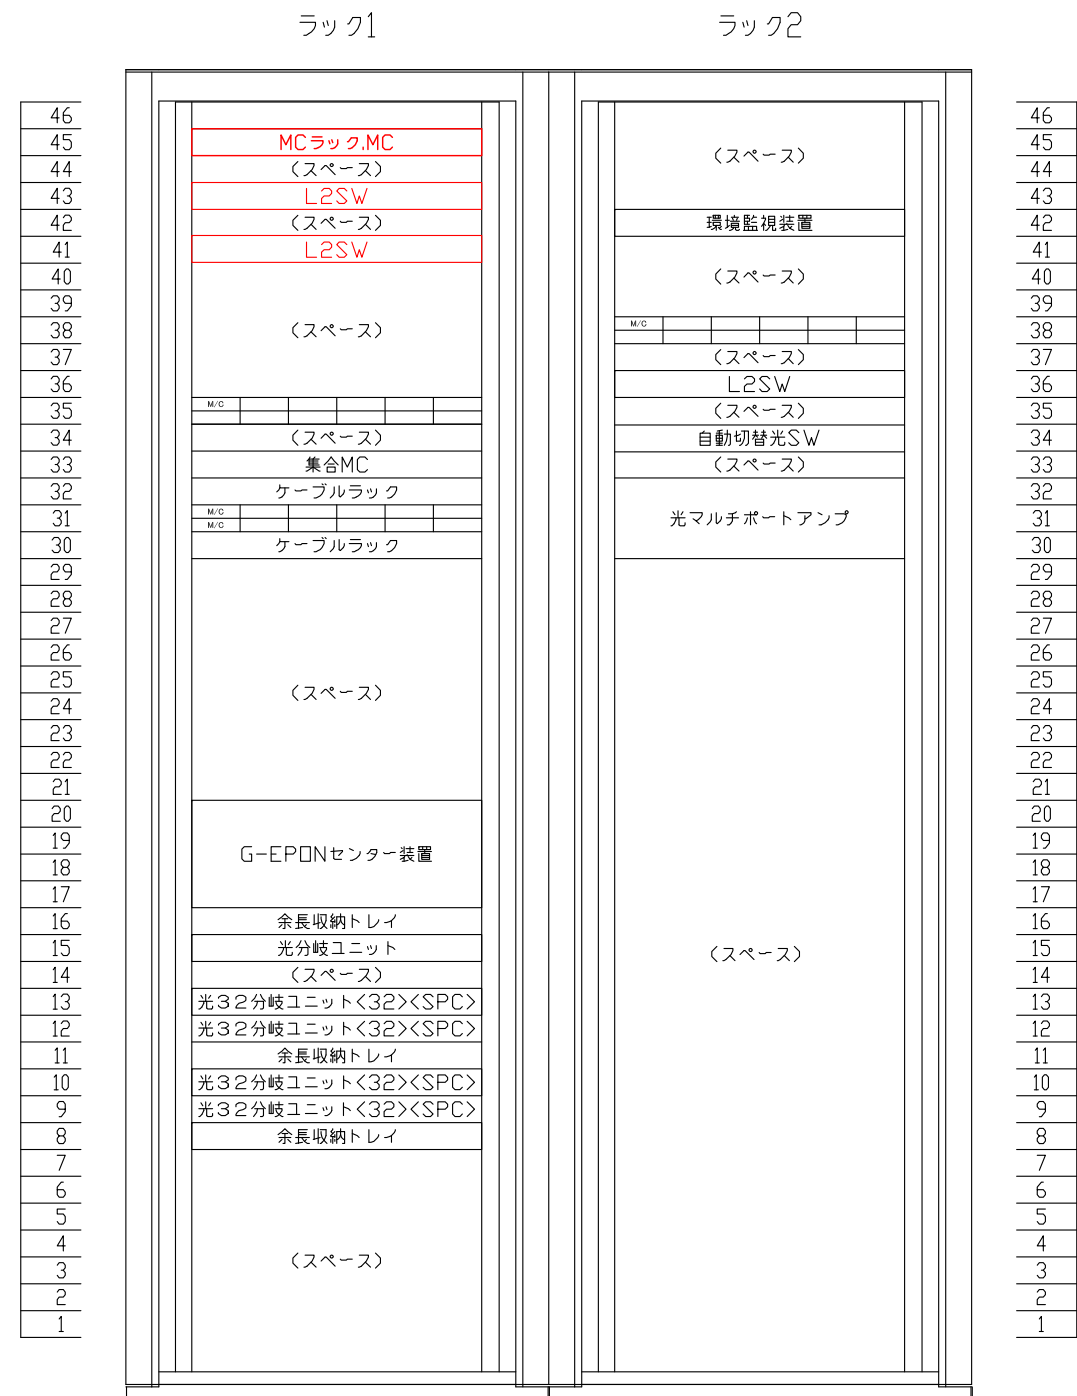 ラック1
ラック2
46
45
44
43
42
41
40
39
38
37
36
35
34
33
32
31
30
29
28
27
26
25
24
23
22
21
20
19
18
17
16
15
14
13
12
11
10
9
8
7
6
5
4
3
2
1
MCラック.MC
(スペース)
L2SW
(スペース)
L2SW
(スペース)
M/C
(スペース)
集合MC
ケーブルラック
M/C
M/C
ケーブルラック
(スペース)
G-EPONセンター装置
余長収納トレイ
光分岐ユニット
(スペース)
光32分岐ユニット<32><SPC>
光32分岐ユニット<32><SPC>
余長収納トレイ
光32分岐ユニット<32><SPC>
光32分岐ユニット<32><SPC>
余長収納トレイ
(スペース)
(スペース)
環境監視装置
(スペース)
M/C
(スペース)
L2SW
(スペース)
自動切替光SW
(スペース)
光マルチポートアンプ
(スペース)
46
45
44
43
42
41
40
39
38
37
36
35
34
33
32
31
30
29
28
27
26
25
24
23
22
21
20
19
18
17
16
15
14
13
12
11
10
9
8
7
6
5
4
3
2
1